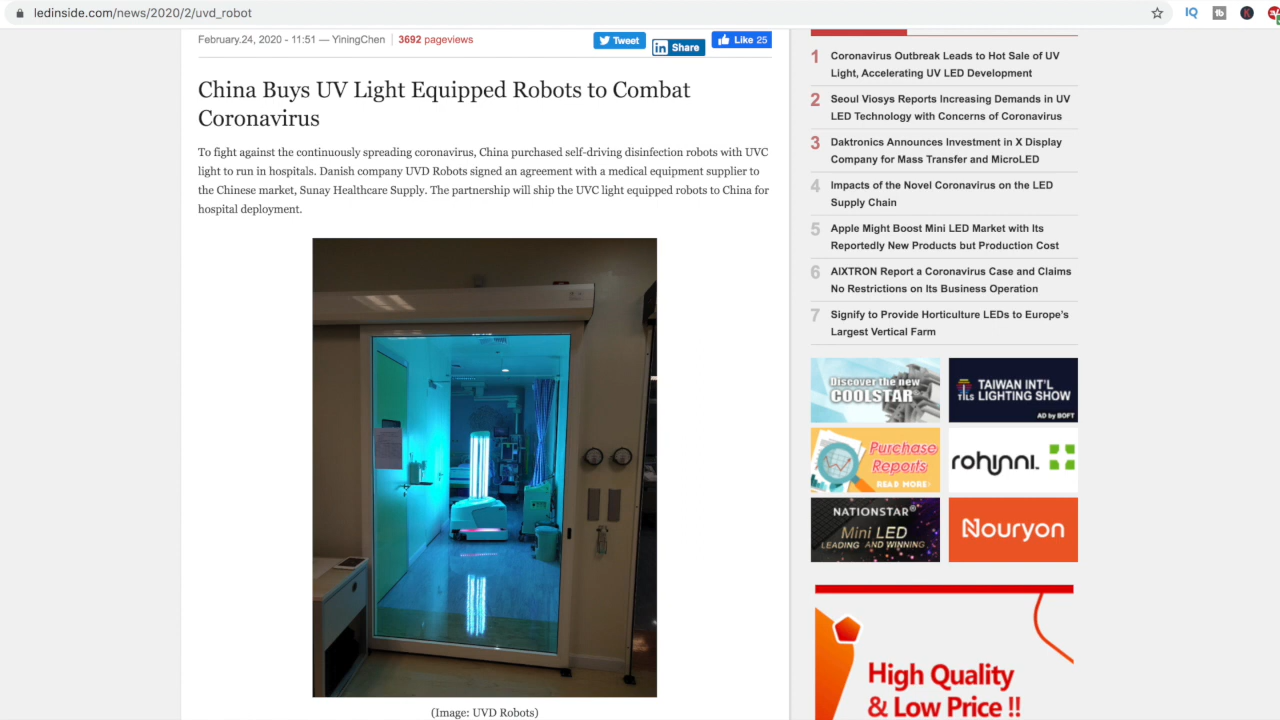 ledinside.com/news/2020/2/uvd_robot
February.24, 2020 - 11:51 — YiningChen | 3692 pageviews
Tweet
in Share
Like 25
China Buys UV Light Equipped Robots to Combat
Coronavirus
To fight against the continuously spreading coronavirus, China purchased self-driving disinfection robots with UVC
light to run in hospitals. Danish company UVD Robots signed an agreement with a medical equipment supplier to
the Chinese market, Sunay Healthcare Supply. The partnership will ship the UVC light equipped robots to China for
hospital deployment.
(Image: UVD Robots)
1 Coronavirus Outbreak Leads to Hot Sale of UV
Light, Accelerating UV LED Development
2 Seoul Viosys Reports Increasing Demands in UV
LED Technology with Concerns of Coronavirus
3 Daktronics Announces Investment in X Display
Company for Mass Transfer and MicroLED
4 Impacts of the Novel Coronavirus on the LED
Supply Chain
5 Apple Might Boost Mini LED Market with Its
Reportedly New Products but Production Cost
6 AIXTRON Report a Coronavirus Case and Claims
No Restrictions on Its Business Operation
7 Signify to Provide Horticulture LEDs to Europe's
Largest Vertical Farm
Discover the new
COOLSTAR
TAIWAN INT'L
TILS LIGHTING SHOW
AD by BOFT
Purchase
Reports
READ MORE
rohinni
NATIONSTAR®
Mini LED
LEADING AND WINNING
Nouryon
High Quality
& Low Price !!